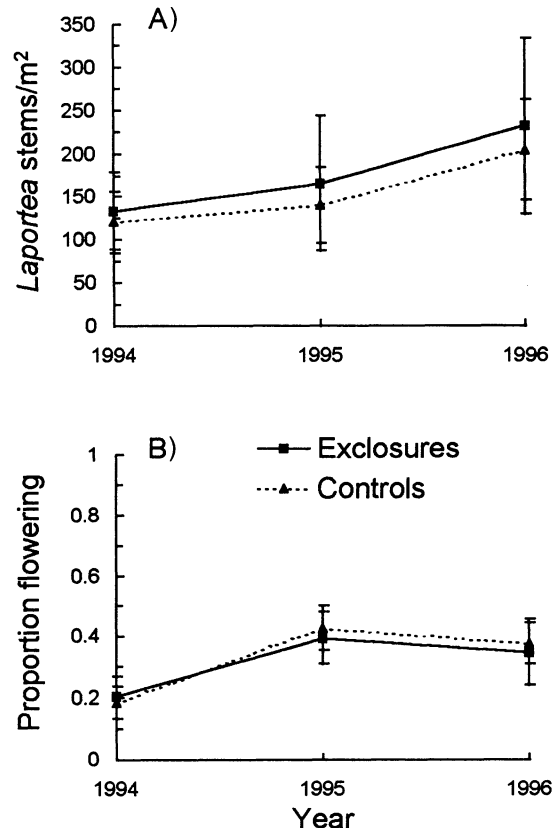 A)
Laportea stems/m²
350
300
250
200
150
100
50
0
1994
1995
1996
B)
Exclosures
Controls
Proportion flowering
1
0.8
0.6
0.4
0.2
0
1994
1995
1996
Year